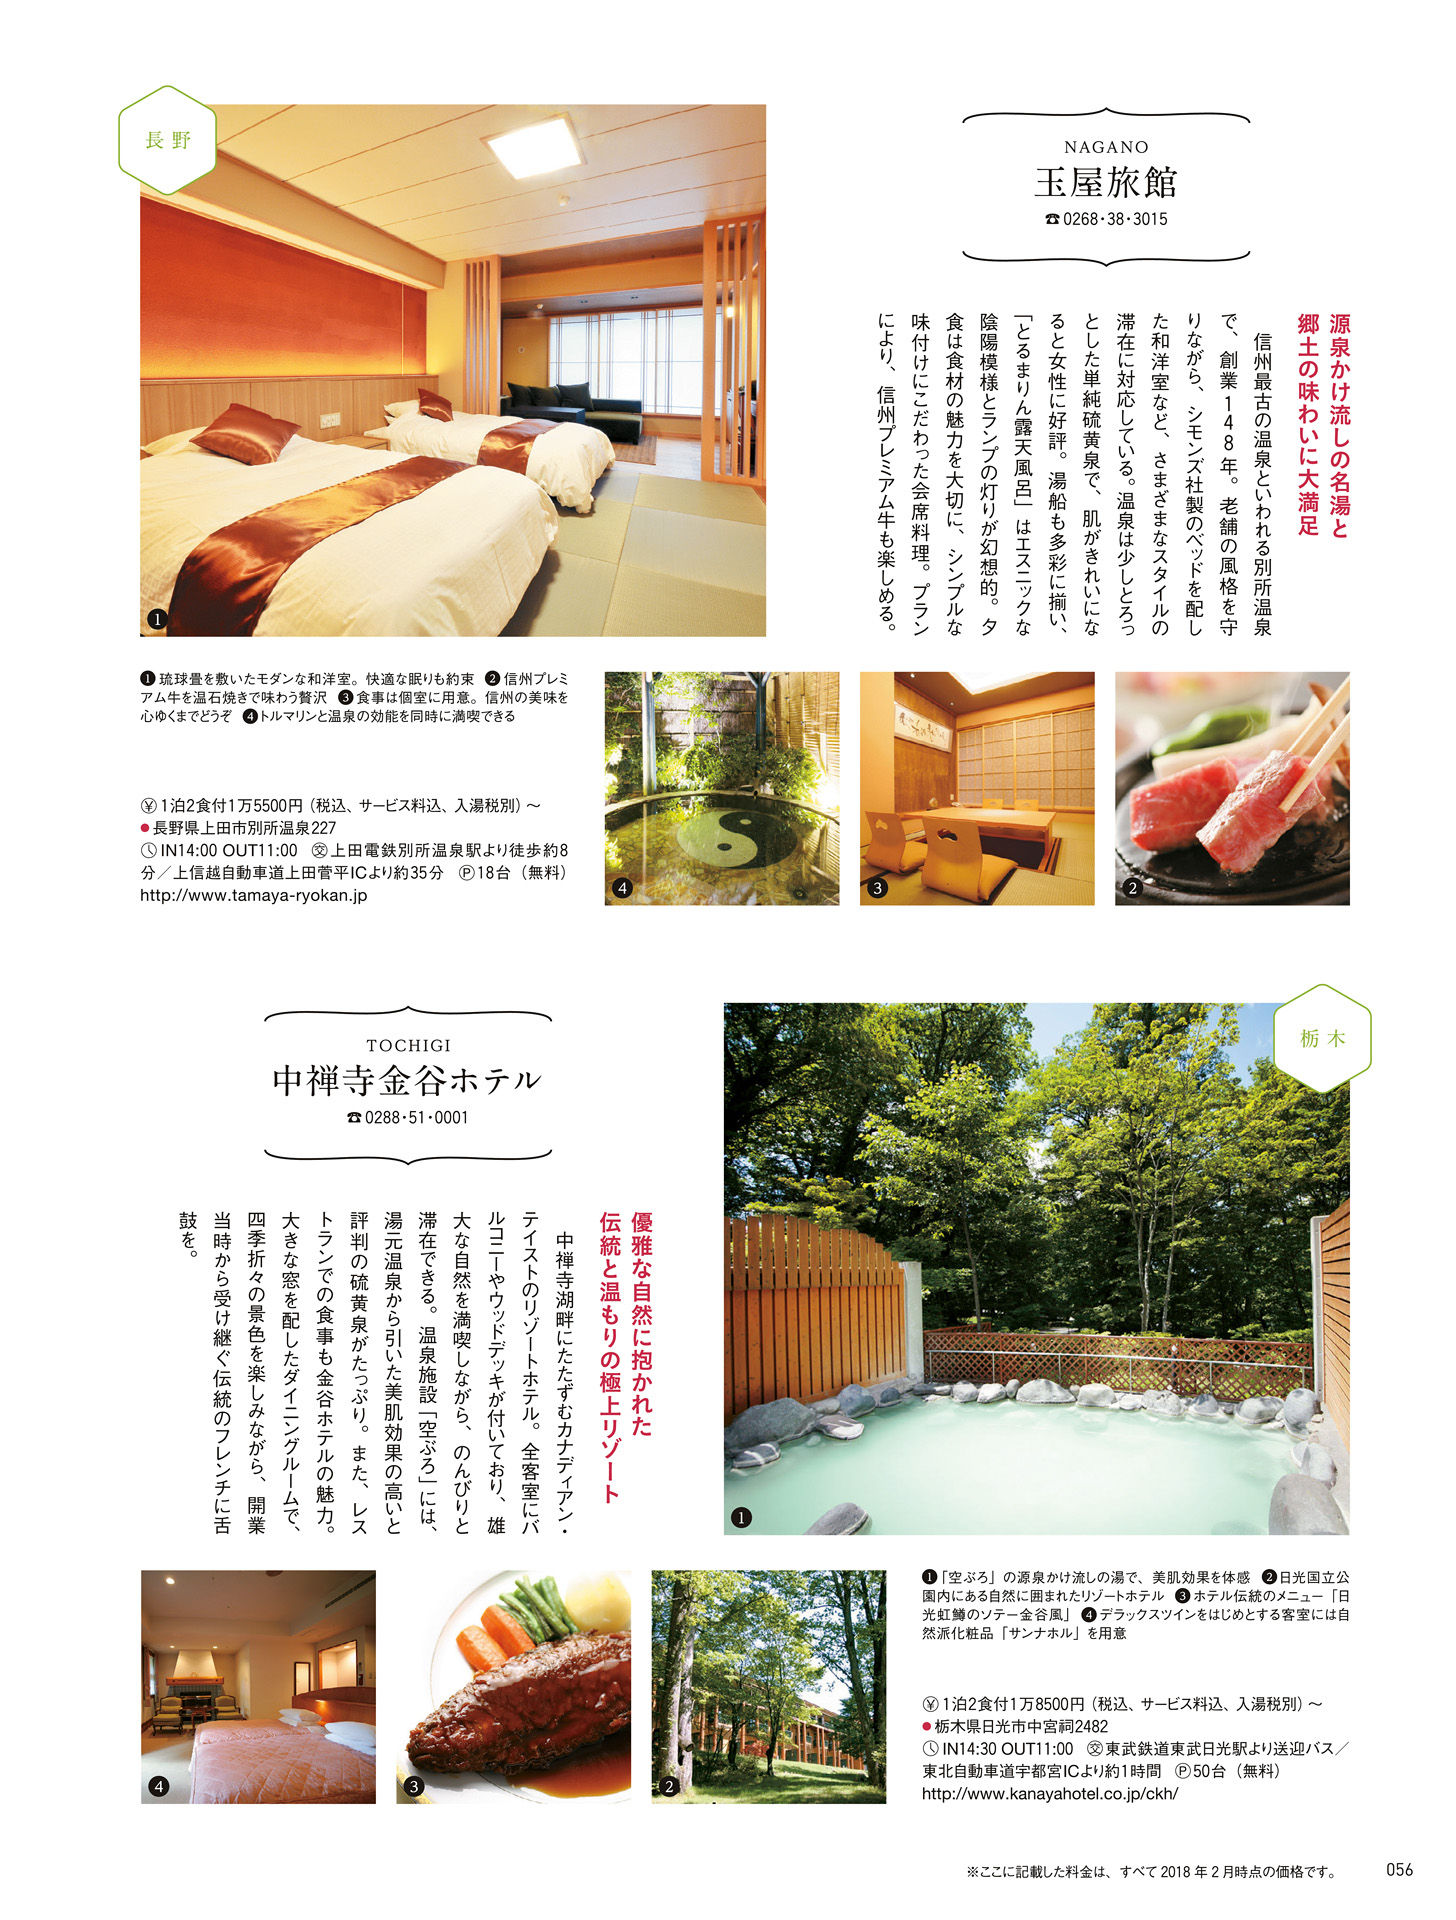 長野
NAGANO
玉屋旅館
☎0268・38・3015
源泉かけ流しの名湯と
郷土の味わいに大満足
信州最古の温泉といわれる別所温泉
で、創業148年。老舗の風格を守
りながら、シモンズ社製のベッドを配し
た和洋室など、さまざまなスタイルの
滞在に対応している。温泉は少しとろっ
とした単純硫黄泉で、肌がきれいにな
ると女性に好評。湯船も多彩に揃い、
「とるまりん露天風呂」はエスニックな
陰陽模様とランプの灯りが幻想的。夕
食は食材の魅力を大切に、シンプルな
味付けにこだわった会席料理。プラン
により、信州プレミアム牛も楽しめる。
1
❶琉球畳を敷いたモダンな和洋室。快適な眠りも約束 ❷信州プレミ
アム牛を温石焼きで味わう贅沢 ❸食事は個室に用意。信州の美味を
心ゆくまでどうぞ ❹トルマリンと温泉の効能を同時に満喫できる
¥1泊2食付1万5500円(税込、サービス料込、入湯税別)〜
●長野県上田市別所温泉227
IN14:00 OUT11:00 交上田電鉄別所温泉駅より徒歩約8
分/上信越自動車道上田菅平ICより約35分 Ⓟ18台(無料)
http://www.tamaya-ryokan.jp
4
3
2
栃木
TOCHIGI
中禅寺金谷ホテル
☎0288・51・0001
優雅な自然に抱かれた
伝統と温もりの極上リゾート
中禅寺湖畔にたたずむカナディアン・
テイストのリゾートホテル。全客室にバ
ルコニーやウッドデッキが付いており、雄
大な自然を満喫しながら、のんびりと
滞在できる。温泉施設「空ぶろ」には、
湯元温泉から引いた美肌効果の高いと
評判の硫黄泉がたっぷり。また、レス
トランでの食事も金谷ホテルの魅力。
大きな窓を配したダイニングルームで、
四季折々の景色を楽しみながら、開業
当時から受け継ぐ伝統のフレンチに舌
鼓を。
1
4
3
2
❶「空ぶろ」の源泉かけ流しの湯で、美肌効果を体感 ❷日光国立公
園内にある自然に囲まれたリゾートホテル ❸ホテル伝統のメニュー「日
光虹鱒のソテー金谷風」 ❹デラックスツインをはじめとする客室には自
然派化粧品「サンナホル」を用意
¥1泊2食付1万8500円(税込、サービス料込、入湯税別)〜
●栃木県日光市中宮祠2482
IN14:30 OUT11:00 交東武鉄道東武日光駅より送迎バス/
東北自動車道宇都宮ICより約1時間 Ⓟ50台(無料)
http://www.kanayahotel.co.jp/ckh/
※ここに記載した料金は、すべて2018年2月時点の価格です。
056